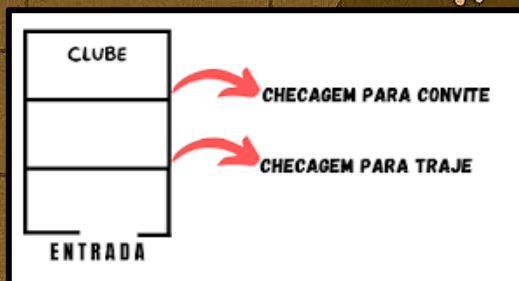 CLUBE
CHECAGEM PARA CONVITE
CHECAGEM PARA TRAJE
ENTRADA